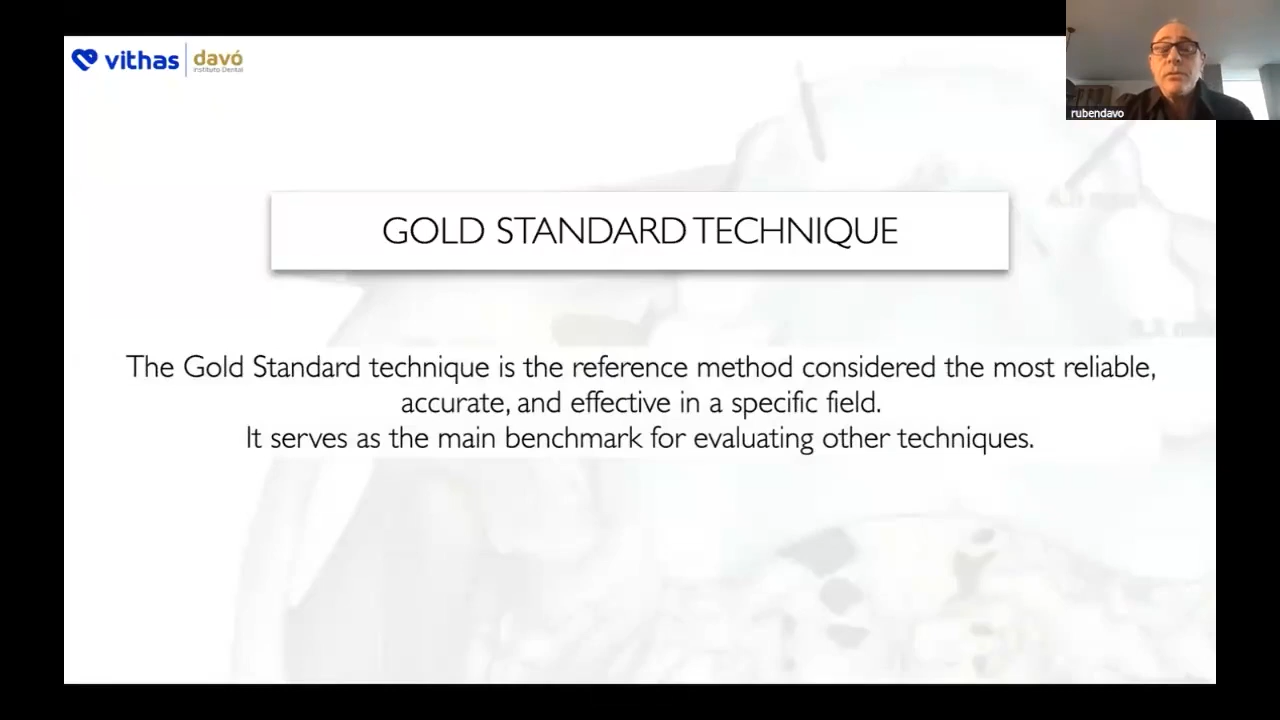 vithas
davó
Instituto Dental
rubendavo
GOLD STANDARD TECHNIQUE
The Gold Standard technique is the reference method considered the most reliable,
accurate, and effective in a specific field.
It serves as the main benchmark for evaluating other techniques.